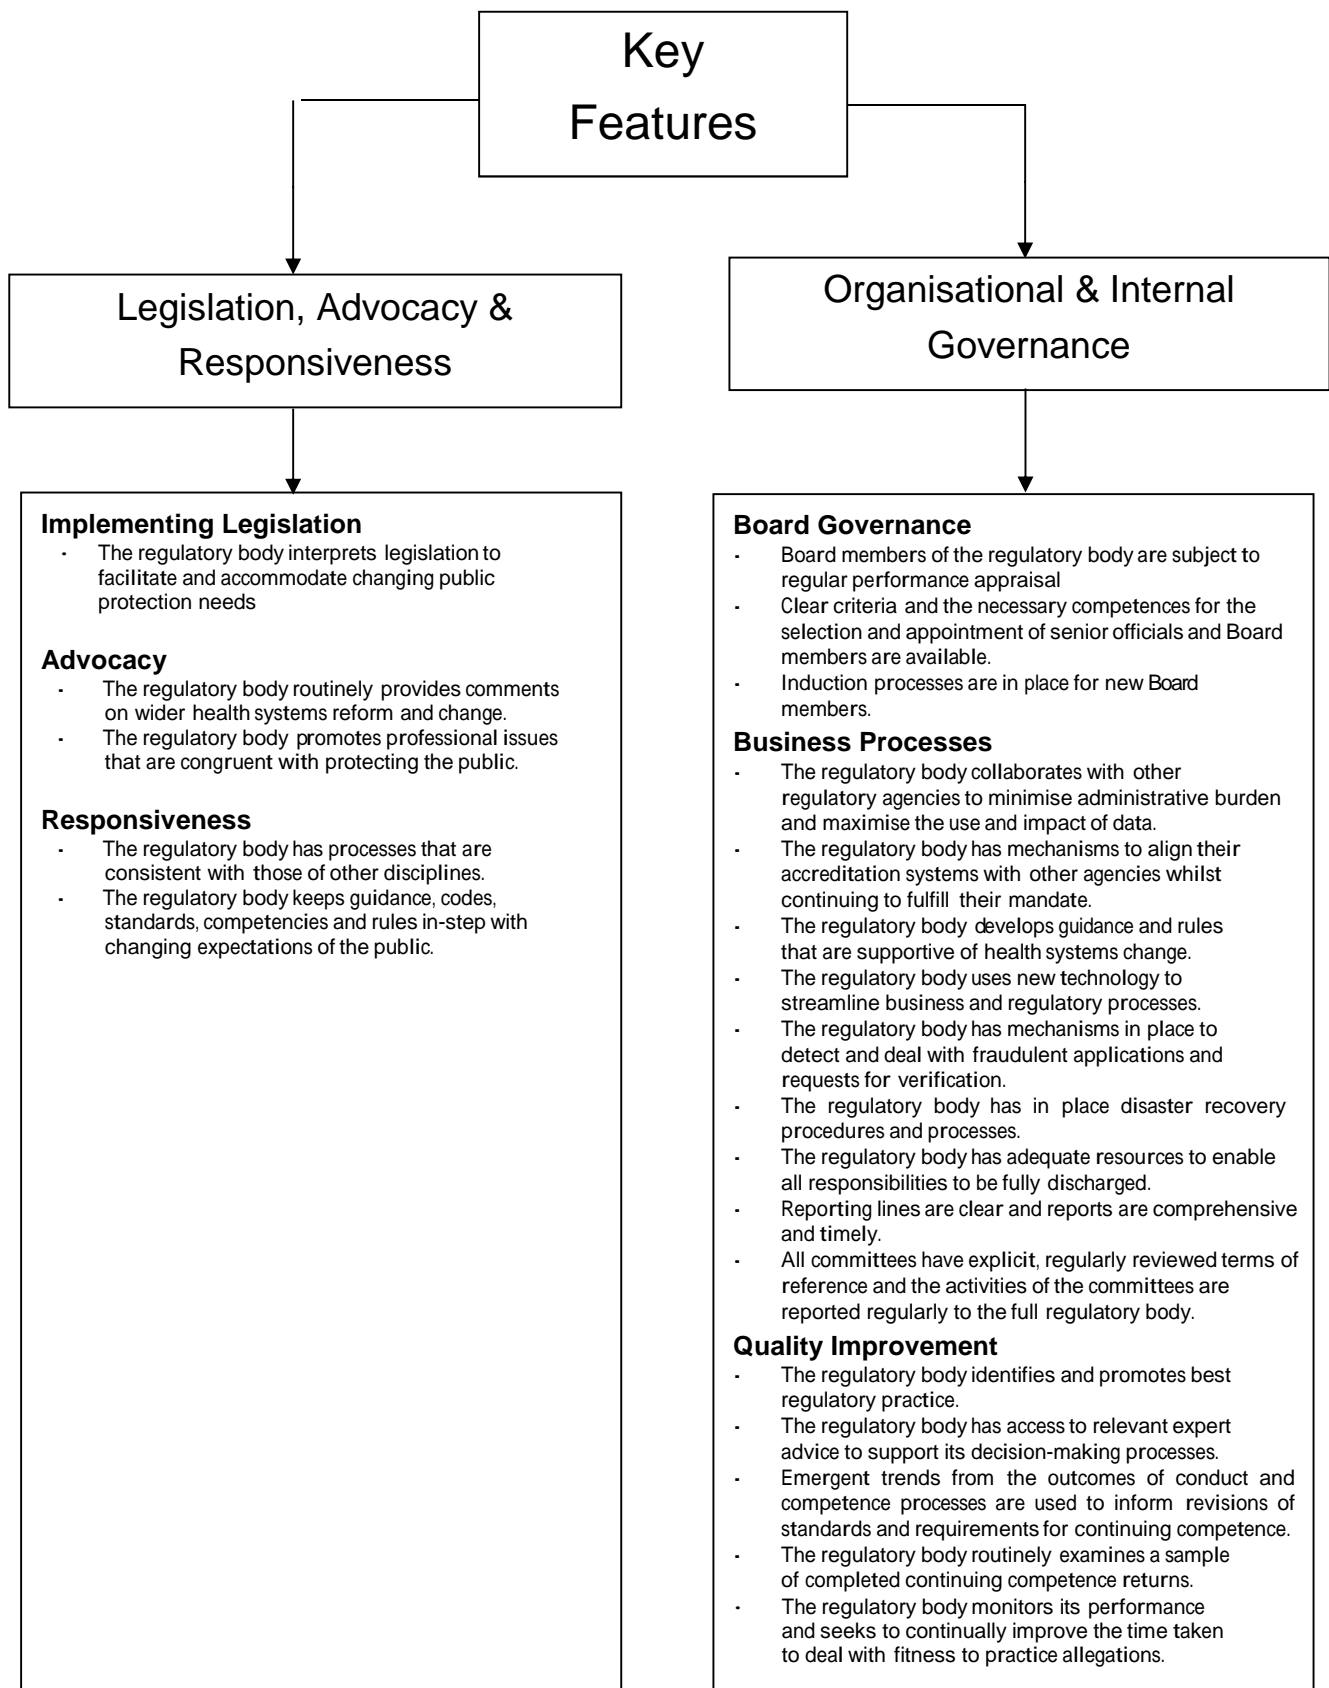 Key
Features
Legislation, Advocacy &
Responsiveness
Organisational & Internal
Governance
Implementing Legislation
- The regulatory body interprets legislation to
facilitate and accommodate changing public
protection needs
Advocacy
- The regulatory body routinely provides comments
on wider health systems reform and change.
- The regulatory body promotes professional issues
that are congruent with protecting the public.
Responsiveness
- The regulatory body has processes that are
consistent with those of other disciplines.
- The regulatory body keeps guidance, codes,
standards, competencies and rules in-step with
changing expectations of the public.
Board Governance
- Board members of the regulatory body are subject to
regular performance appraisal
- Clear criteria and the necessary competences for the
selection and appointment of senior officials and Board
members are available.
- Induction processes are in place for new Board
members.
Business Processes
- The regulatory body collaborates with other
regulatory agencies to minimise administrative burden
and maximise the use and impact of data.
- The regulatory body has mechanisms to align their
accreditation systems with other agencies whilst
continuing to fulfill their mandate.
- The regulatory body develops guidance and rules
that are supportive of health systems change.
- The regulatory body uses new technology to
streamline business and regulatory processes.
- The regulatory body has mechanisms in place to
detect and deal with fraudulent applications and
requests for verification.
- The regulatory body has in place disaster recovery
procedures and processes.
- The regulatory body has adequate resources to enable
all responsibilities to be fully discharged.
- Reporting lines are clear and reports are comprehensive
and timely.
- All committees have explicit, regularly reviewed terms of
reference and the activities of the committees are
reported regularly to the full regulatory body.
Quality Improvement
- The regulatory body identifies and promotes best
regulatory practice.
- The regulatory body has access to relevant expert
advice to support its decision-making processes.
- Emergent trends from the outcomes of conduct and
competence processes are used to inform revisions of
standards and requirements for continuing competence.
- The regulatory body routinely examines a sample
of completed continuing competence returns.
- The regulatory body monitors its performance
and seeks to continually improve the time taken
to deal with fitness to practice allegations.